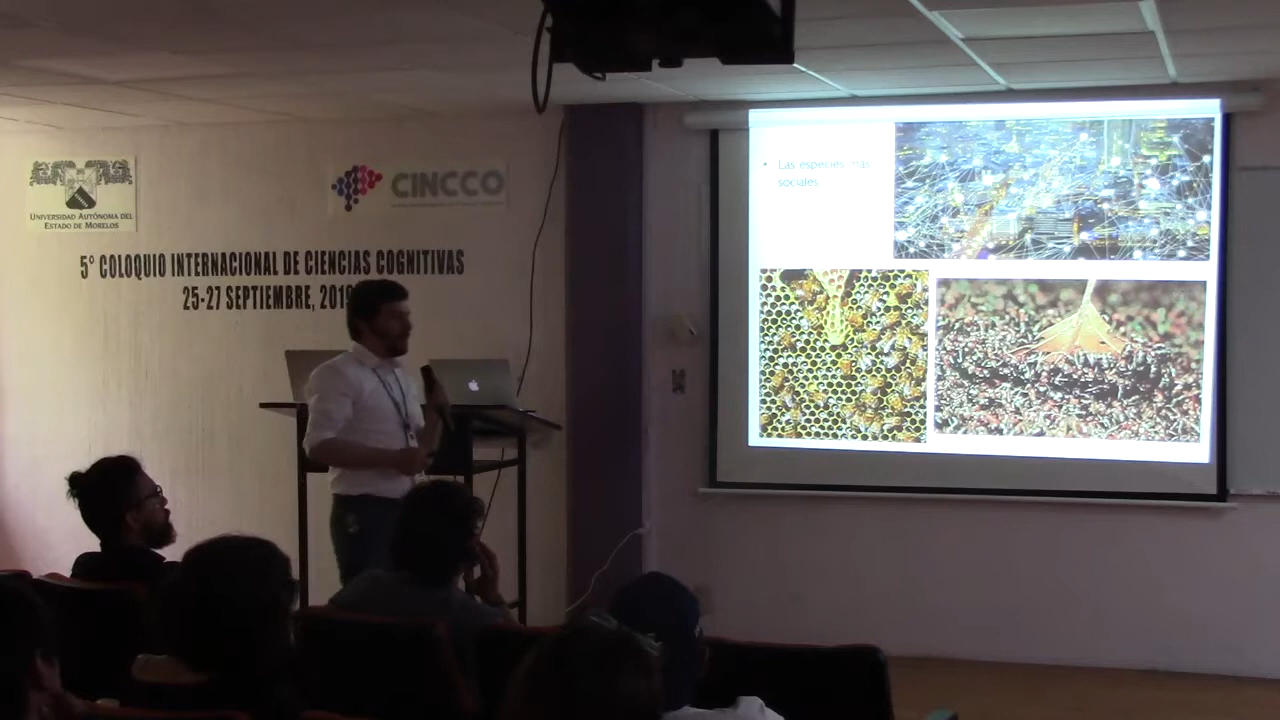 UNIVERSIDAD AUTÓNOMA DEL
ESTADO DE MORELOS
CINCCO
5° COLOQUIO INTERNACIONAL DE CIENCIAS COGNITIVAS
25-27 SEPTIEMBRE, 2019
• Las especies más
sociales